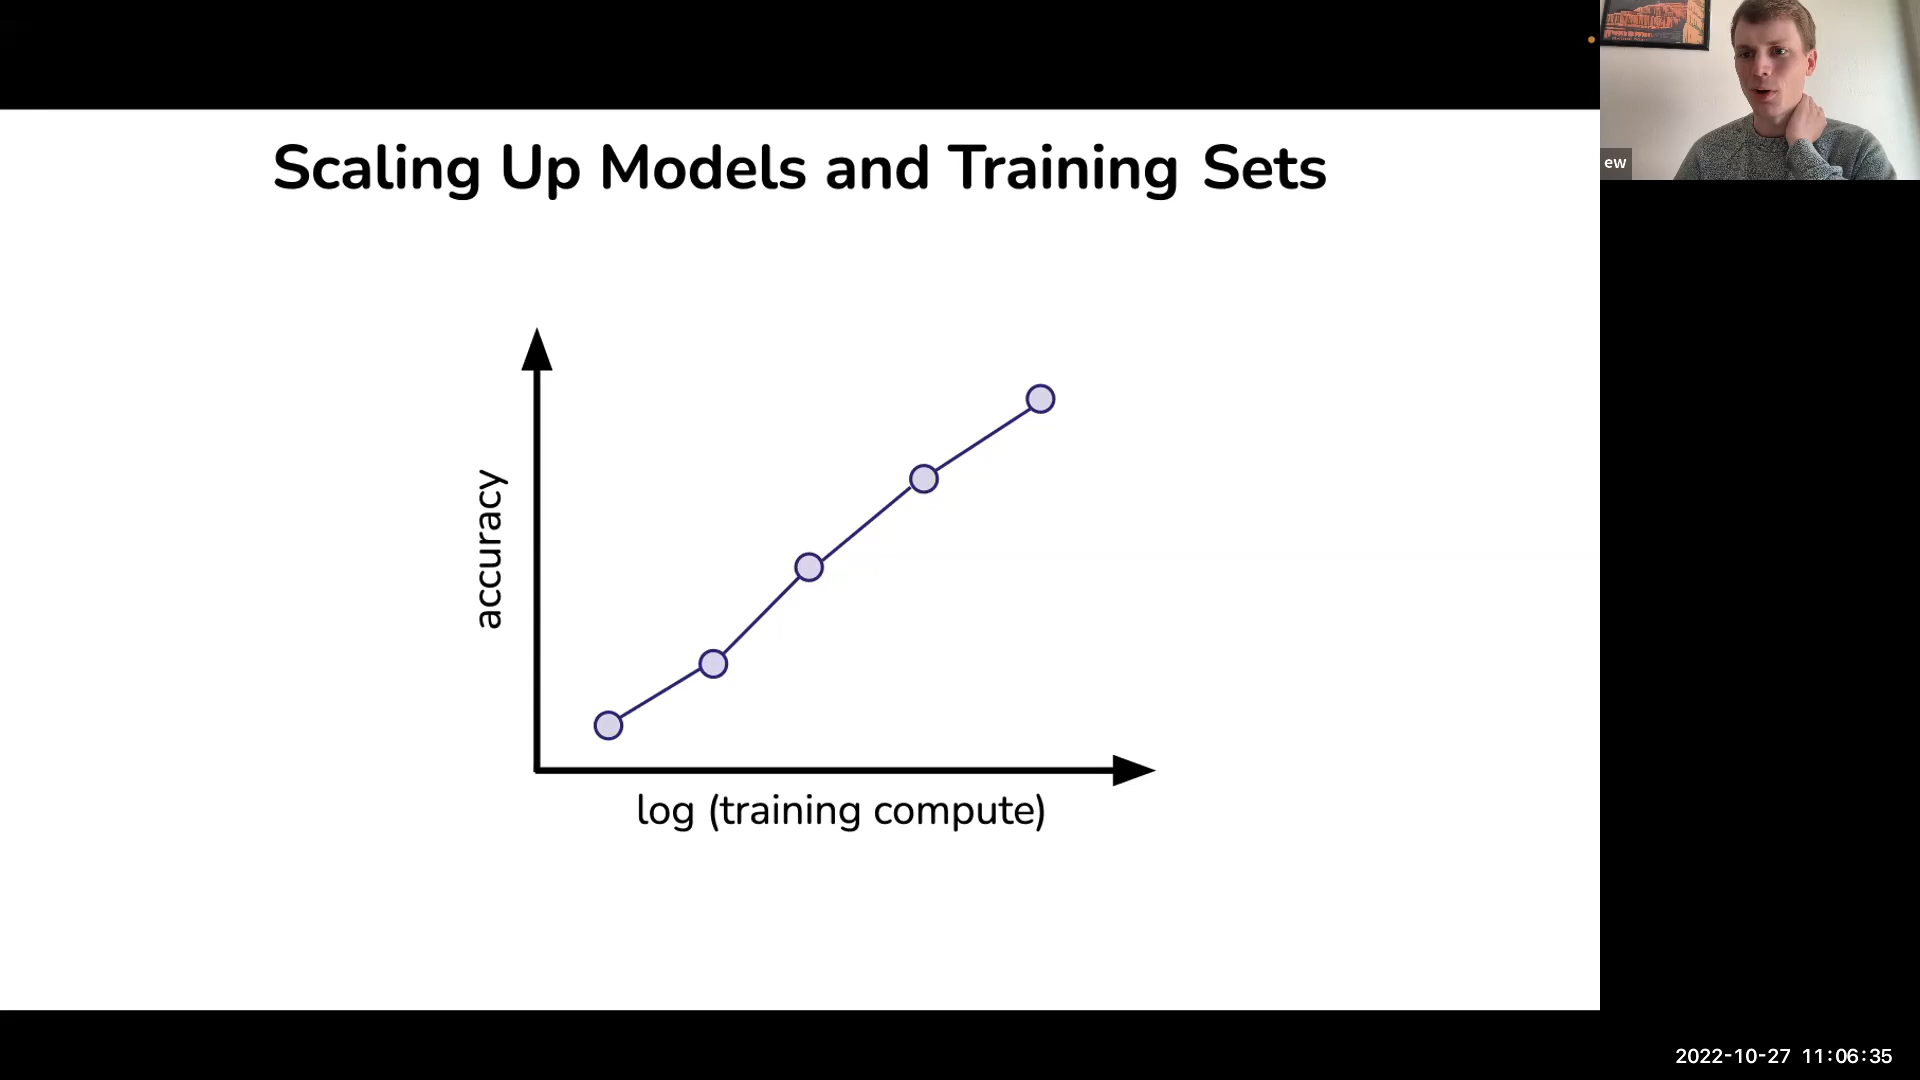 Scaling Up Models and Training Sets
accuracy
log (training compute)
ew
2022-10-27 11:06:35